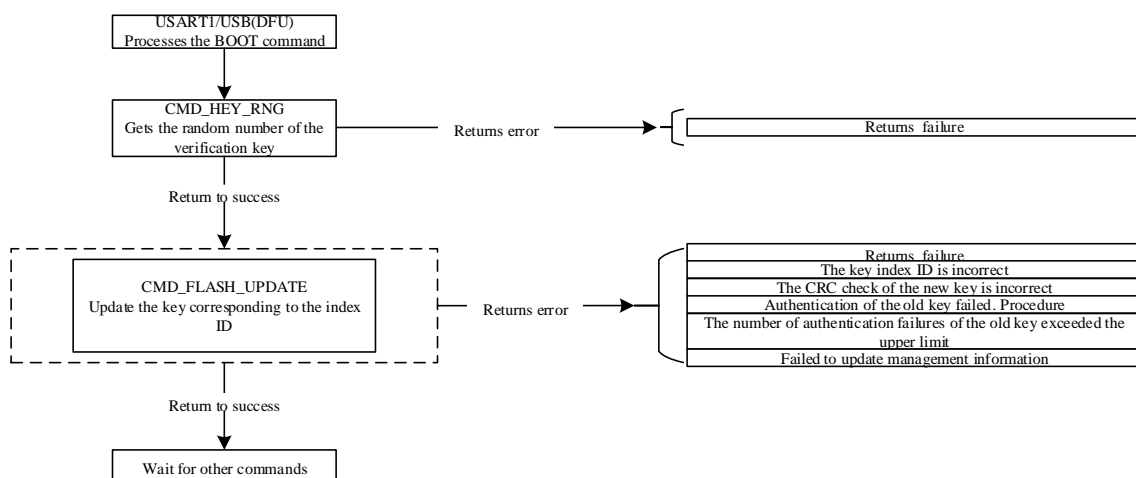 USART1/USB(DFU)
Processes the BOOT command
CMD_HEY_RNG
Gets the random number of the
verification key
Returns error
Returns failure
Return to success
CMD_FLASH_UPDATE
Update the key corresponding to the index
ID
Returns error
Returns failure
The key index ID is incorrect
The CRC check of the new key is incorrect
Authentication of the old key failed. Procedure
The number of authentication failures of the old key exceeded the
upper limit
Failed to update management information
Return to success
Wait for other commands